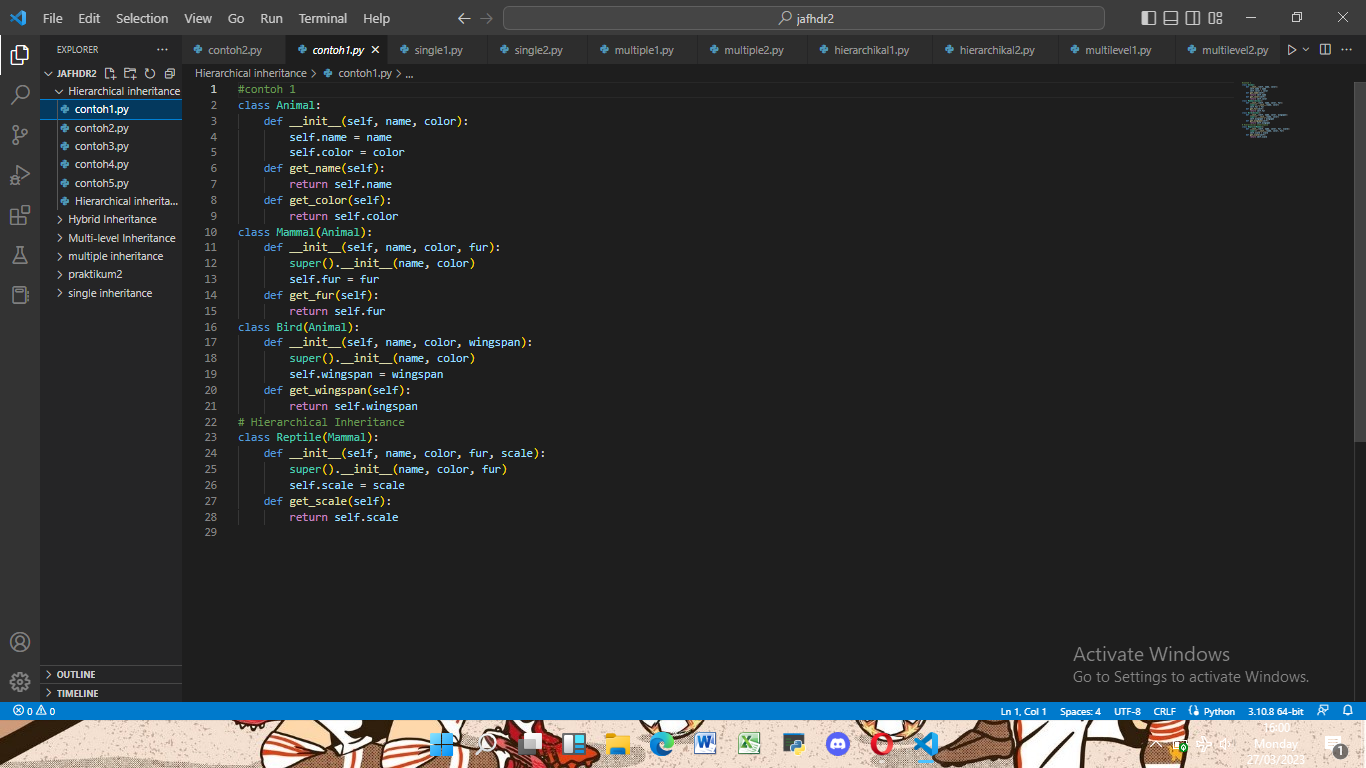 File Edit Selection View Go Run Terminal Help
jafhdr2
EXPLORER
contoh2.py contoh1.py single1.py single2.py multiple1.py multiple2.py hierarchikal1.py hierarchikal2.py multilevel1.py multilevel2.py
JAFHDR2
Hierarchical inheritance
contoh1.py
contoh2.py
contoh3.py
contoh4.py
contoh5.py
Hierarchical inherita...
Hybrid Inheritance
Multi-level Inheritance
multiple inheritance
praktikum2
single inheritance
OUTLINE
TIMELINE
Hierarchical inheritance > contoh1.py > ...
1 #contoh 1
2 class Animal:
3     def __init__(self, name, color):
4         self.name = name
5         self.color = color
6     def get_name(self):
7         return self.name
8     def get_color(self):
9         return self.color
10 class Mammal(Animal):
11     def __init__(self, name, color, fur):
12         super().__init__(name, color)
13         self.fur = fur
14     def get_fur(self):
15         return self.fur
16 class Bird(Animal):
17     def __init__(self, name, color, wingspan):
18         super().__init__(name, color)
19         self.wingspan = wingspan
20     def get_wingspan(self):
21         return self.wingspan
22 # Hierarchical Inheritance
23 class Reptile(Mammal):
24     def __init__(self, name, color, fur, scale):
25         super().__init__(name, color, fur)
26         self.scale = scale
27     def get_scale(self):
28         return self.scale
29
Activate Windows
Go to Settings to activate Windows.
0 0 Ln 1, Col 1 Spaces: 4 UTF-8 CRLF Python 3.10.8 64-bit
16:00
Monday
27/03/2023
1